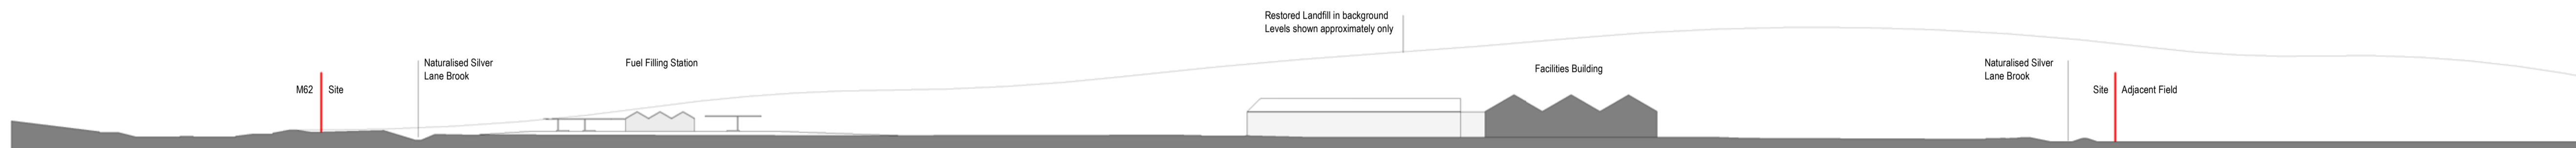 Restored Landfill in background
Levels shown approximately only
Naturalised Silver
Lane Brook
Fuel Filling Station
M62
Site
Facilities Building
Naturalised Silver
Lane Brook
Site
Adjacent Field